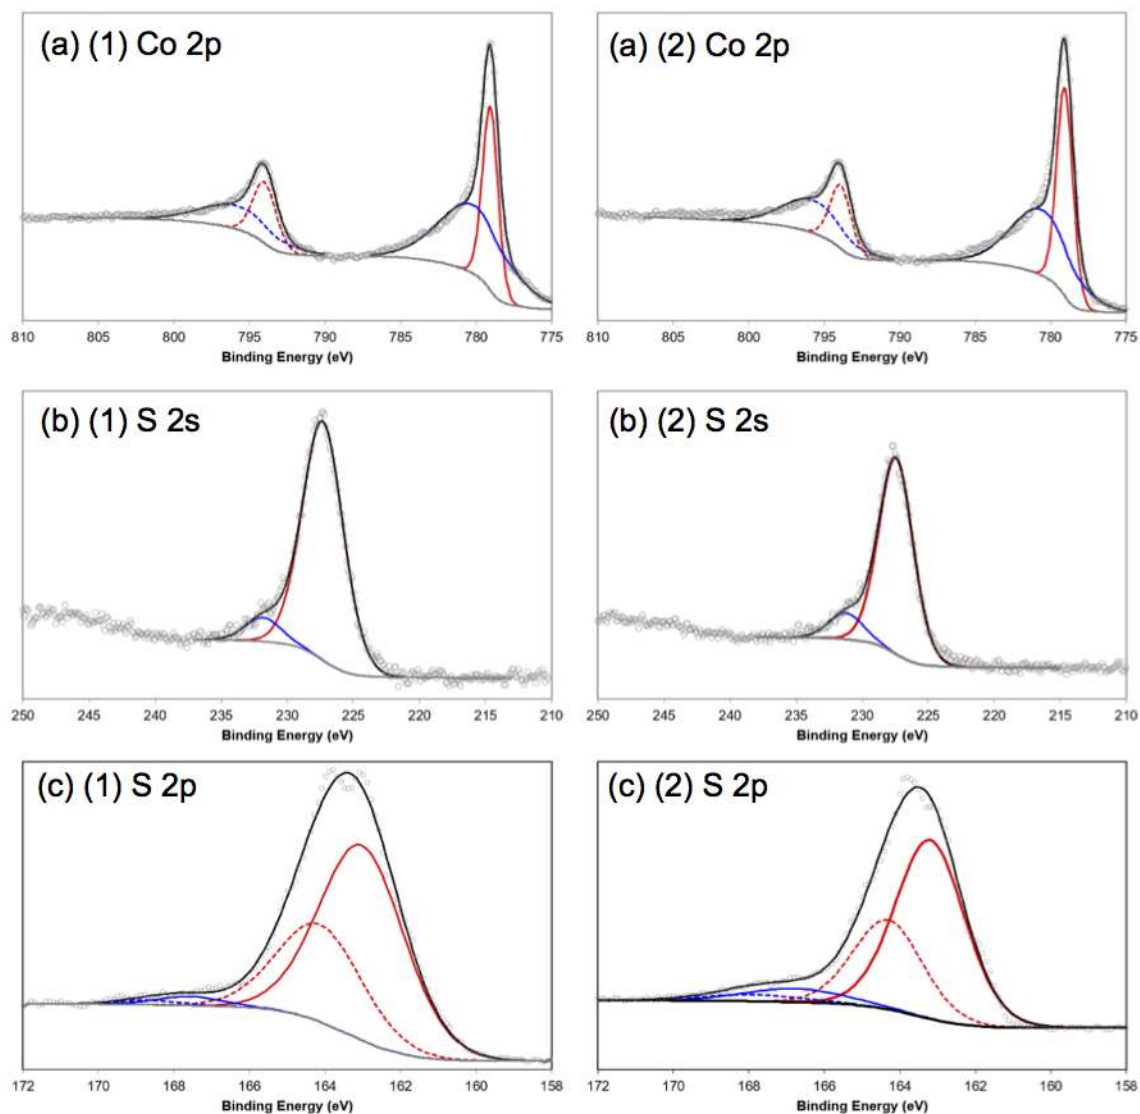 (a) (1) Co 2p
810 805 800 795 790 785 780 775
Binding Energy (eV)
(a) (2) Co 2p
810 805 800 795 790 785 780 775
Binding Energy (eV)
(b) (1) S 2s
250 245 240 235 230 225 220 215 210
Binding Energy (eV)
(b) (2) S 2s
250 245 240 235 230 225 220 215 210
Binding Energy (eV)
(c) (1) S 2p
172 170 168 166 164 162 160 158
Binding Energy (eV)
(c) (2) S 2p
172 170 168 166 164 162 160 158
Binding Energy (eV)